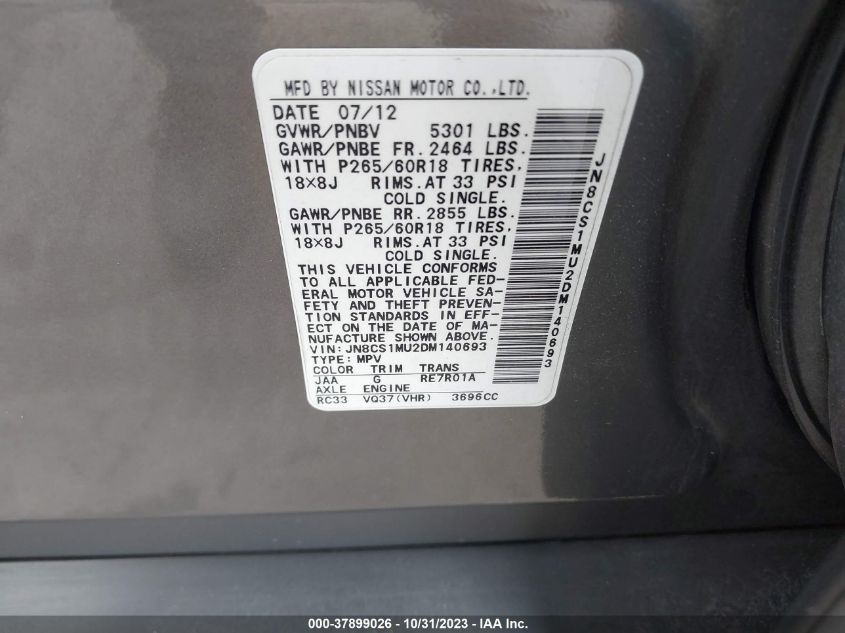 MFD BY NISSAN MOTOR CO.,LTD.
DATE 07/12
GVWR/PNBV 5301 LBS.
GAWR/PNBE FR. 2464 LBS.
WITH P265/60R18 TIRES.
18×8J RIMS.AT 33 PSI
COLD SINGLE.
GAWR/PNBE RR. 2855 LBS.
WITH P265/60R18 TIRES.
18×8J RIMS.AT 33 PSI
COLD SINGLE.
THIS VEHICLE CONFORMS
TO ALL APPLICABLE FED-
ERAL MOTOR VEHICLE SA-
FETY AND THEFT PREVEN-
TION STANDARDS IN EFF-
ECT ON THE DATE OF MA-
NUFACTURE SHOWN ABOVE.
VIN:JN8CS1MU2DM140693
TYPE:MPV
COLOR TRIM TRANS
JAA G RE7R01A
AXLE ENGINE
RC33 VQ37(VHR) 3696CC
JN8CS1MU2DM140693
000-37899026 - 10/31/2023 - IAA Inc.